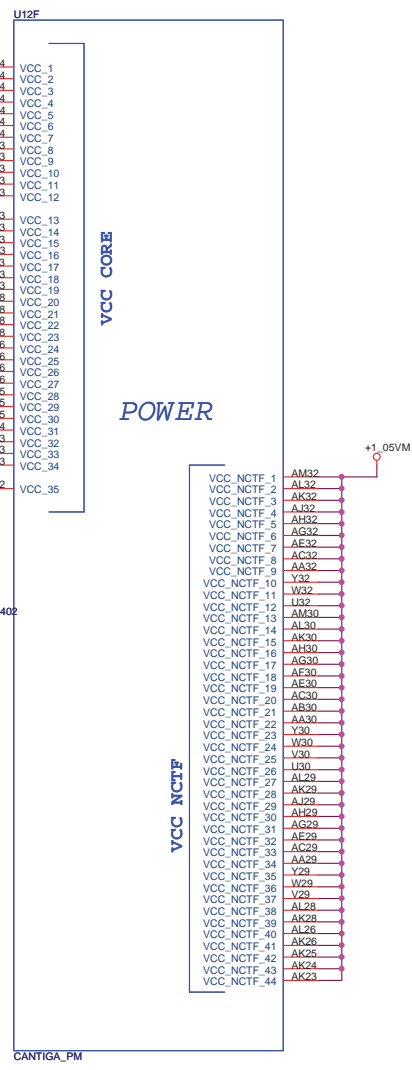 U12F
VCC_1
VCC_2
VCC_3
VCC_4
VCC_5
VCC_6
VCC_7
VCC_8
VCC_9
VCC_10
VCC_11
VCC_12
VCC_13
VCC_14
VCC_15
VCC_16
VCC_17
VCC_18
VCC_19
VCC_20
VCC_21
VCC_22
VCC_23
VCC_24
VCC_25
VCC_26
VCC_27
VCC_28
VCC_29
VCC_30
VCC_31
VCC_32
VCC_33
VCC_34
VCC_35
VCC CORE
POWER
+1_05VM
VCC_NCTF_1 AM32
VCC_NCTF_2 AL32
VCC_NCTF_3 AK32
VCC_NCTF_4 AJ32
VCC_NCTF_5 AH32
VCC_NCTF_6 AG32
VCC_NCTF_7 AE32
VCC_NCTF_8 AC32
VCC_NCTF_9 AA32
VCC_NCTF_10 Y32
VCC_NCTF_11 W32
VCC_NCTF_12 U32
VCC_NCTF_13 AM30
VCC_NCTF_14 AL30
VCC_NCTF_15 AK30
VCC_NCTF_16 AH30
VCC_NCTF_17 AG30
VCC_NCTF_18 AF30
VCC_NCTF_19 AE30
VCC_NCTF_20 AC30
VCC_NCTF_21 AB30
VCC_NCTF_22 AA30
VCC_NCTF_23 Y30
VCC_NCTF_24 W30
VCC_NCTF_25 V30
VCC_NCTF_26 U30
VCC_NCTF_27 AL29
VCC_NCTF_28 AK29
VCC_NCTF_29 AJ29
VCC_NCTF_30 AH29
VCC_NCTF_31 AG29
VCC_NCTF_32 AE29
VCC_NCTF_33 AC29
VCC_NCTF_34 AA29
VCC_NCTF_35 Y29
VCC_NCTF_36 W29
VCC_NCTF_37 V29
VCC_NCTF_38 AL28
VCC_NCTF_39 AK28
VCC_NCTF_40 AL26
VCC_NCTF_41 AK26
VCC_NCTF_42 AK25
VCC_NCTF_43 AK24
VCC_NCTF_44 AK23
VCC NCTF
402
CANTIGA_PM